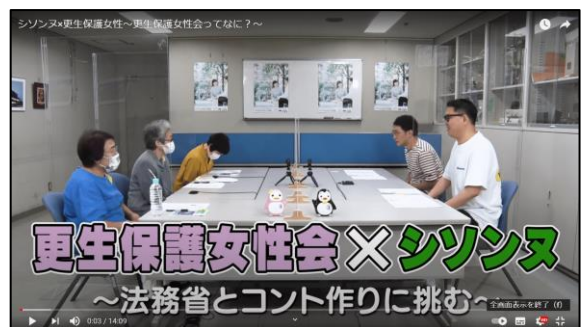 シソンヌ×更生保護女性~更生保護女性会ってなに?~
更生保護女性会×シソンヌ
~法務省とコント作りに挑む~
全画面表示を終了 (f)
0:03 / 14:09